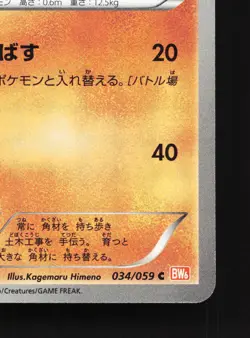 モン 高さ：0.6m 重さ：12.5kg
ばす 20
ポケモンと入れ替える。[バトル場
40
常に 角材を 持ち歩き
土木工事を 手伝う。 育つと
大きな 角材に 持ち替える。
Illus.Kagemaru Himeno 034/059 C BW6
/Creatures/GAME FREAK.